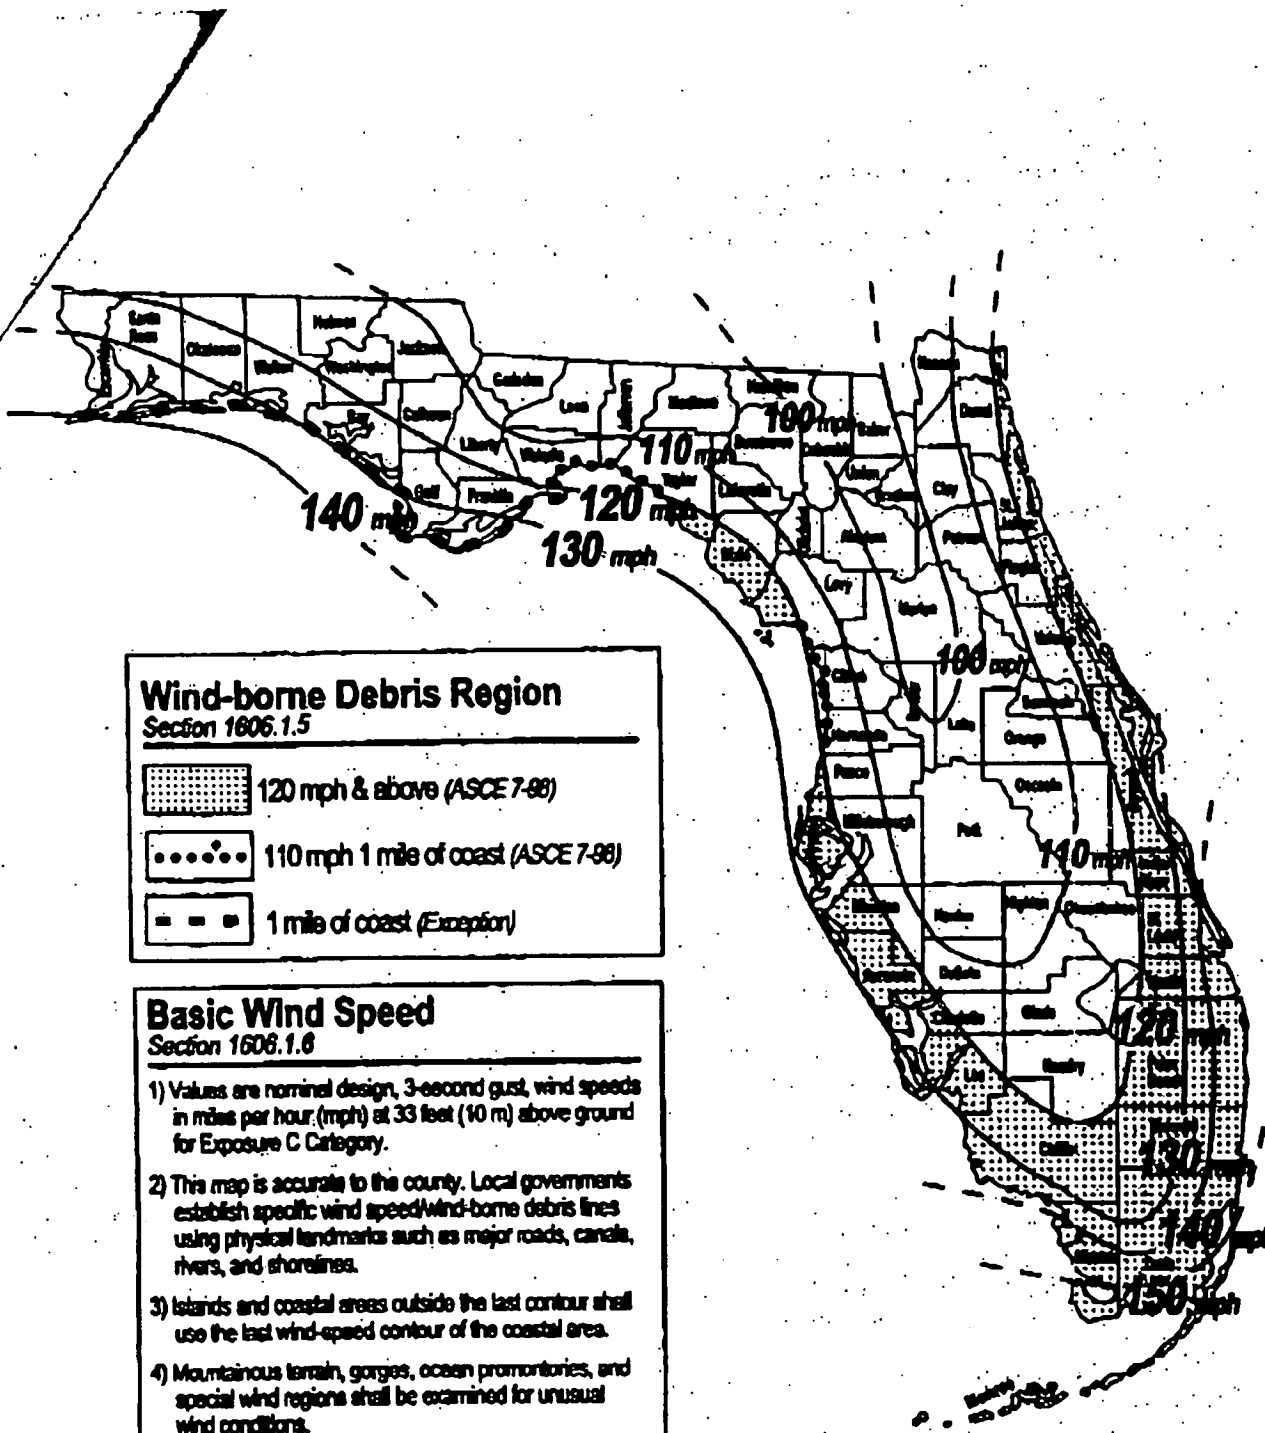 Santa
Rosa
Okaloosa
Walton
Holmes
Washington
Jackson
Bay
Calhoun
Gulf
Liberty
Franklin
Gadsden
Leon
Wakulla
Jefferson
Madison
Taylor
Hamilton
Suwannee
Lafayette
Columbia
Baker
Union
Nassau
Duval
Clay
Putnam
Dixie
Levy
Marion
100 mph
110 mph
120 mph
130 mph
140 mph
100 mph
Citrus
Lake
Orange
Osceola
Polk
Hillsborough
Hernando
Pasco
110 mph
Hardee
DeSoto
Sarasota
Charlotte
Glades
Hendry
Lee
Collier
Palm
Beach
120 mph
130 mph
140
mph
150 mph
Monroe
Wind-borne Debris Region
Section 1606.1.5
120 mph & above (ASCE 7-98)
110 mph 1 mile of coast (ASCE 7-98)
1 mile of coast (Exception)
Basic Wind Speed
Section 1606.1.6
1) Values are nominal design, 3-second gust, wind speeds
in miles per hour (mph) at 33 feet (10 m) above ground
for Exposure C Category.
2) This map is accurate to the county. Local governments
establish specific wind speed/wind-borne debris lines
using physical landmarks such as major roads, canals,
rivers, and shorelines.
3) Islands and coastal areas outside the last contour shall
use the last wind-speed contour of the coastal area.
4) Mountainous terrain, gorges, ocean promontories, and
special wind regions shall be examined for unusual
wind conditions.